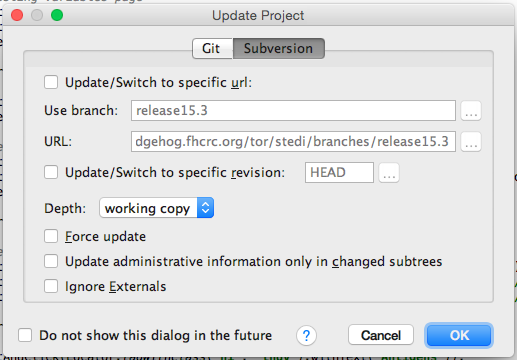 Update Project
Git Subversion
Update/Switch to specific url:
Use branch: release15.3 ...
URL: dgehog.fhcrc.org/tor/stedi/branches/release15.3 ...
Update/Switch to specific revision: HEAD ...
Depth: working copy
Force update
Update administrative information only in changed subtrees
Ignore Externals
Do not show this dialog in the future ? Cancel OK